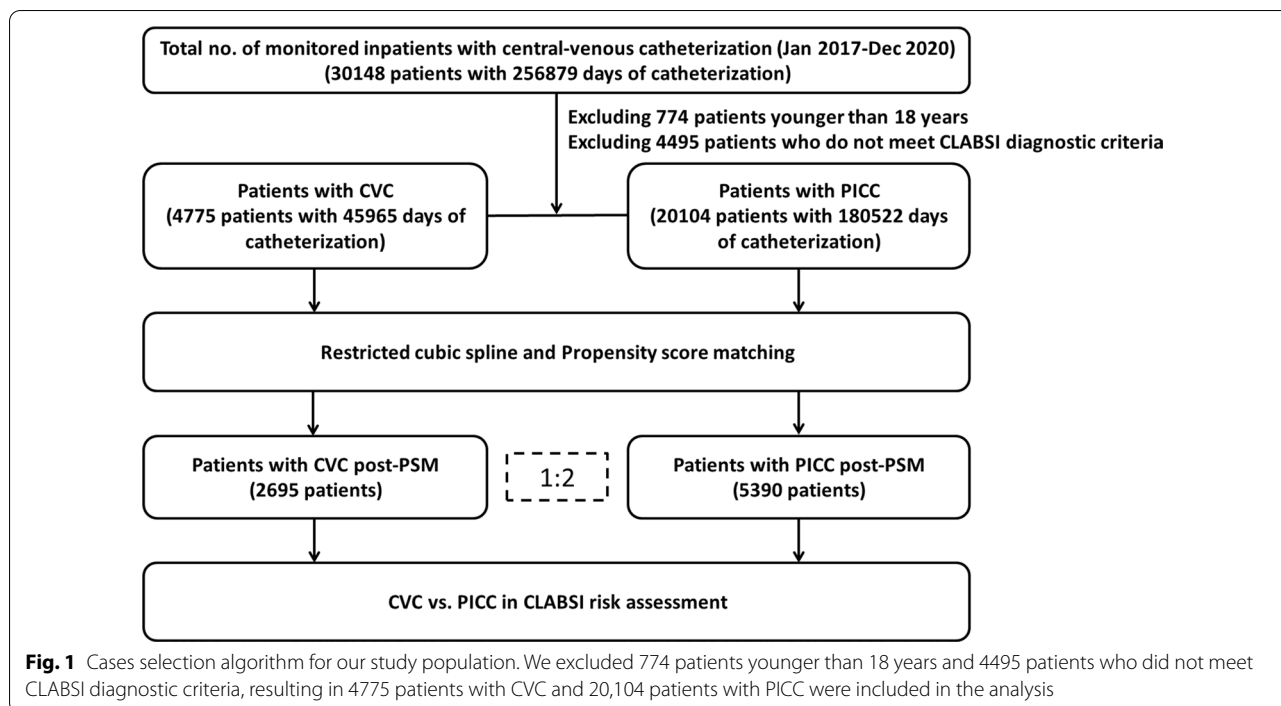 Total no. of monitored inpatients with central-venous catheterization (Jan 2017-Dec 2020)
(30148 patients with 256879 days of catheterization)
Excluding 774 patients younger than 18 years
Excluding 4495 patients who do not meet CLABSI diagnostic criteria
Patients with CVC
(4775 patients with 45965 days of
catheterization)
Patients with PICC
(20104 patients with 180522 days
of catheterization)
Restricted cubic spline and Propensity score matching
Patients with CVC post-PSM
(2695 patients)
1:2
Patients with PICC post-PSM
(5390 patients)
CVC vs. PICC in CLABSI risk assessment
Fig. 1 Cases selection algorithm for our study population. We excluded 774 patients younger than 18 years and 4495 patients who did not meet
CLABSI diagnostic criteria, resulting in 4775 patients with CVC and 20,104 patients with PICC were included in the analysis